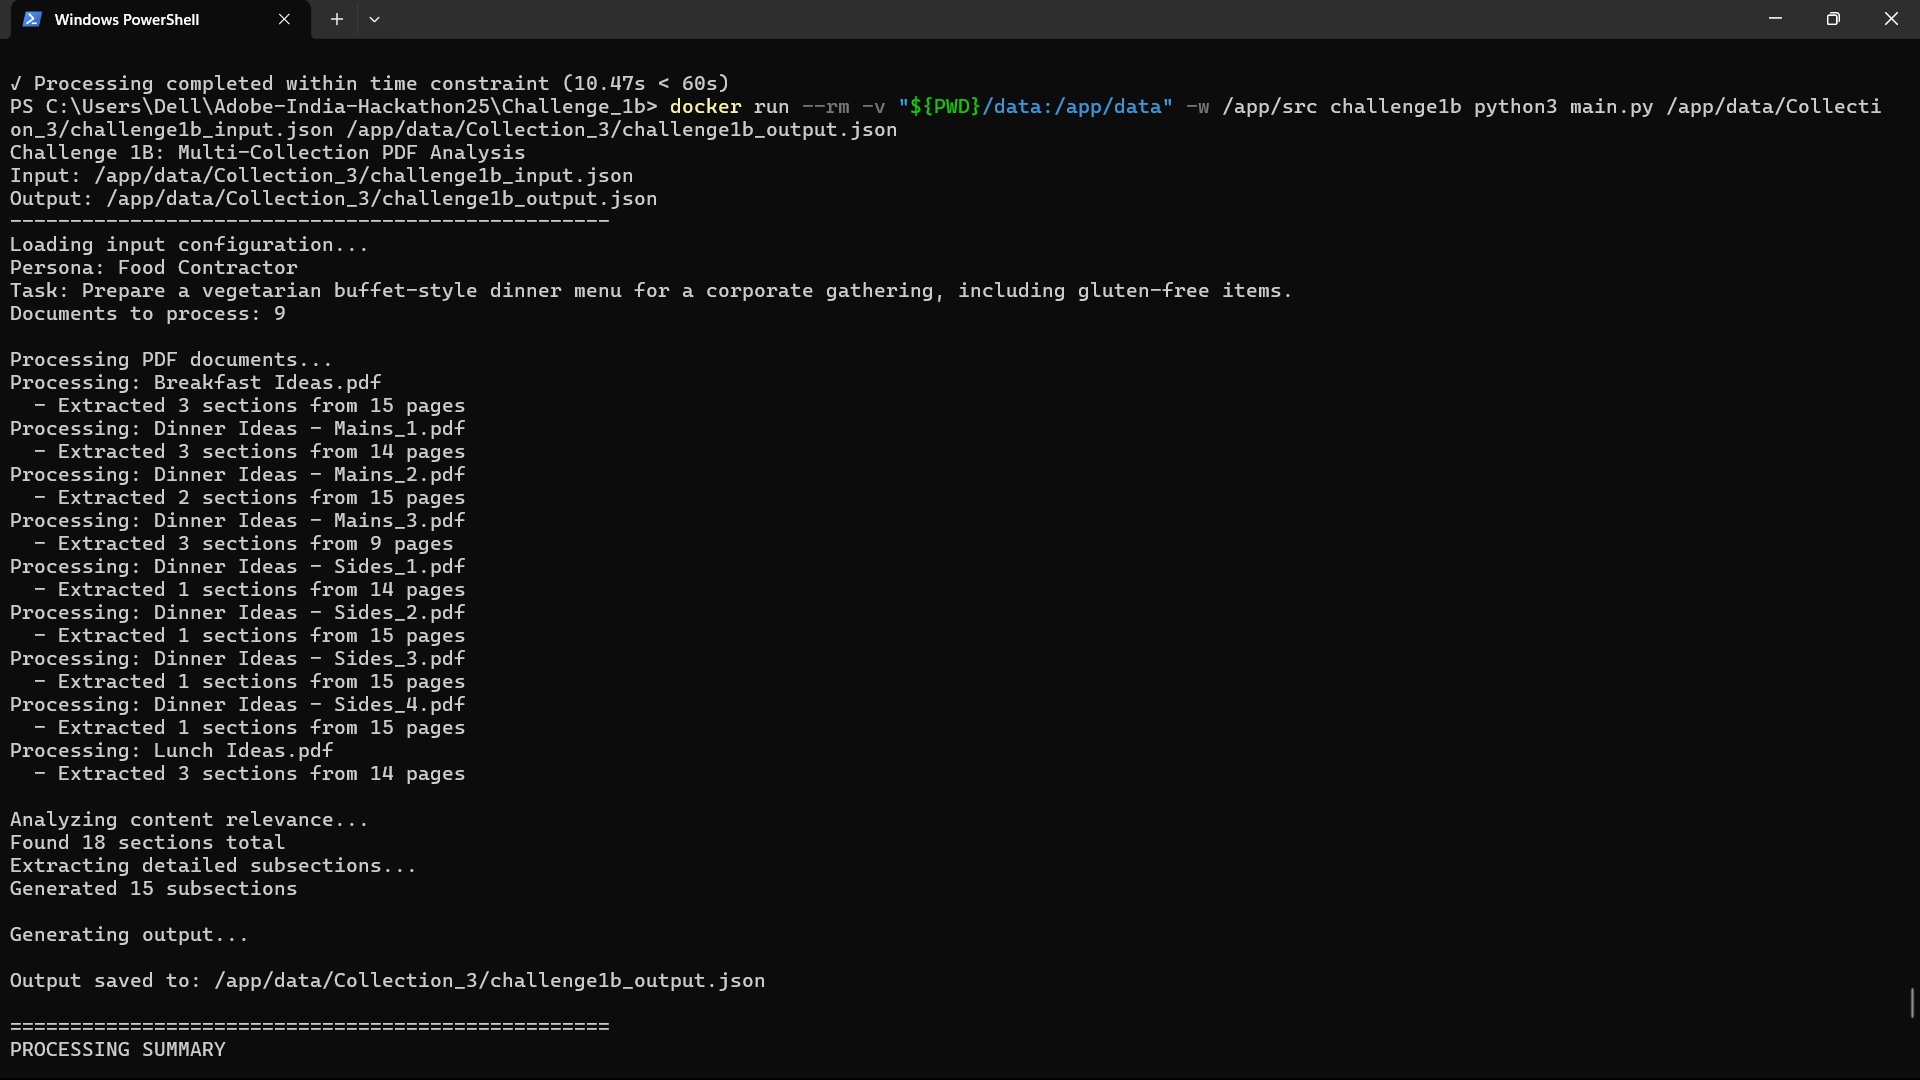 Windows PowerShell
√ Processing completed within time constraint (10.47s < 60s)
PS C:\Users\Dell\Adobe-India-Hackathon25\Challenge_1b> docker run --rm -v "${PWD}/data:/app/data" -w /app/src challenge1b python3 main.py /app/data/Collecti
on_3/challenge1b_input.json /app/data/Collection_3/challenge1b_output.json
Challenge 1B: Multi-Collection PDF Analysis
Input: /app/data/Collection_3/challenge1b_input.json
Output: /app/data/Collection_3/challenge1b_output.json
--------------------------------------------------
Loading input configuration...
Persona: Food Contractor
Task: Prepare a vegetarian buffet-style dinner menu for a corporate gathering, including gluten-free items.
Documents to process: 9
Processing PDF documents...
Processing: Breakfast Ideas.pdf
  - Extracted 3 sections from 15 pages
Processing: Dinner Ideas - Mains_1.pdf
  - Extracted 3 sections from 14 pages
Processing: Dinner Ideas - Mains_2.pdf
  - Extracted 2 sections from 15 pages
Processing: Dinner Ideas - Mains_3.pdf
  - Extracted 3 sections from 9 pages
Processing: Dinner Ideas - Sides_1.pdf
  - Extracted 1 sections from 14 pages
Processing: Dinner Ideas - Sides_2.pdf
  - Extracted 1 sections from 15 pages
Processing: Dinner Ideas - Sides_3.pdf
  - Extracted 1 sections from 15 pages
Processing: Dinner Ideas - Sides_4.pdf
  - Extracted 1 sections from 15 pages
Processing: Lunch Ideas.pdf
  - Extracted 3 sections from 14 pages
Analyzing content relevance...
Found 18 sections total
Extracting detailed subsections...
Generated 15 subsections
Generating output...
Output saved to: /app/data/Collection_3/challenge1b_output.json
==================================================
PROCESSING SUMMARY